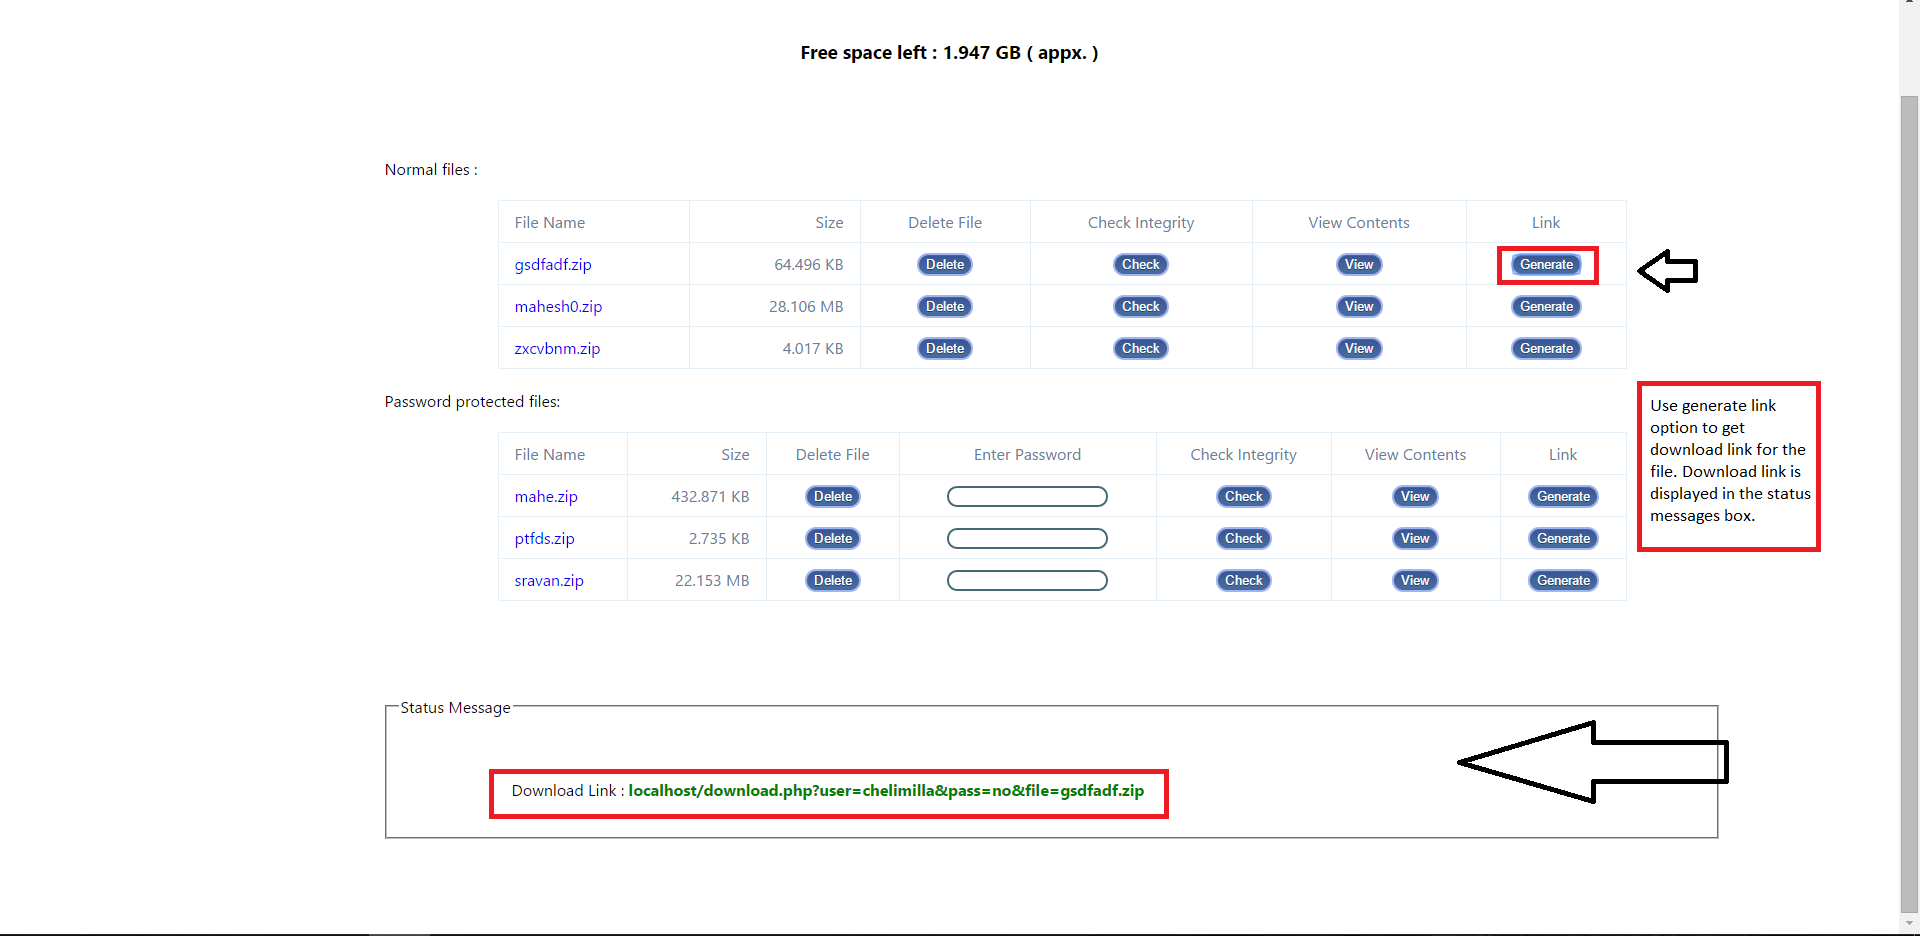 Free space left : 1.947 GB ( appx. )
Normal files :
File Name Size Delete File Check Integrity View Contents Link
gsdfadf.zip 64.496 KB Delete Check View Generate
mahesh0.zip 28.106 MB Delete Check View Generate
zxcvbnm.zip 4.017 KB Delete Check View Generate
Password protected files:
File Name Size Delete File Enter Password Check Integrity View Contents Link
mahe.zip 432.871 KB Delete Check View Generate
ptfds.zip 2.735 KB Delete Check View Generate
sravan.zip 22.153 MB Delete Check View Generate
Use generate link
option to get
download link for the
file. Download link is
displayed in the status
messages box.
Status Message
Download Link : localhost/download.php?user=chelimilla&pass=no&file=gsdfadf.zip